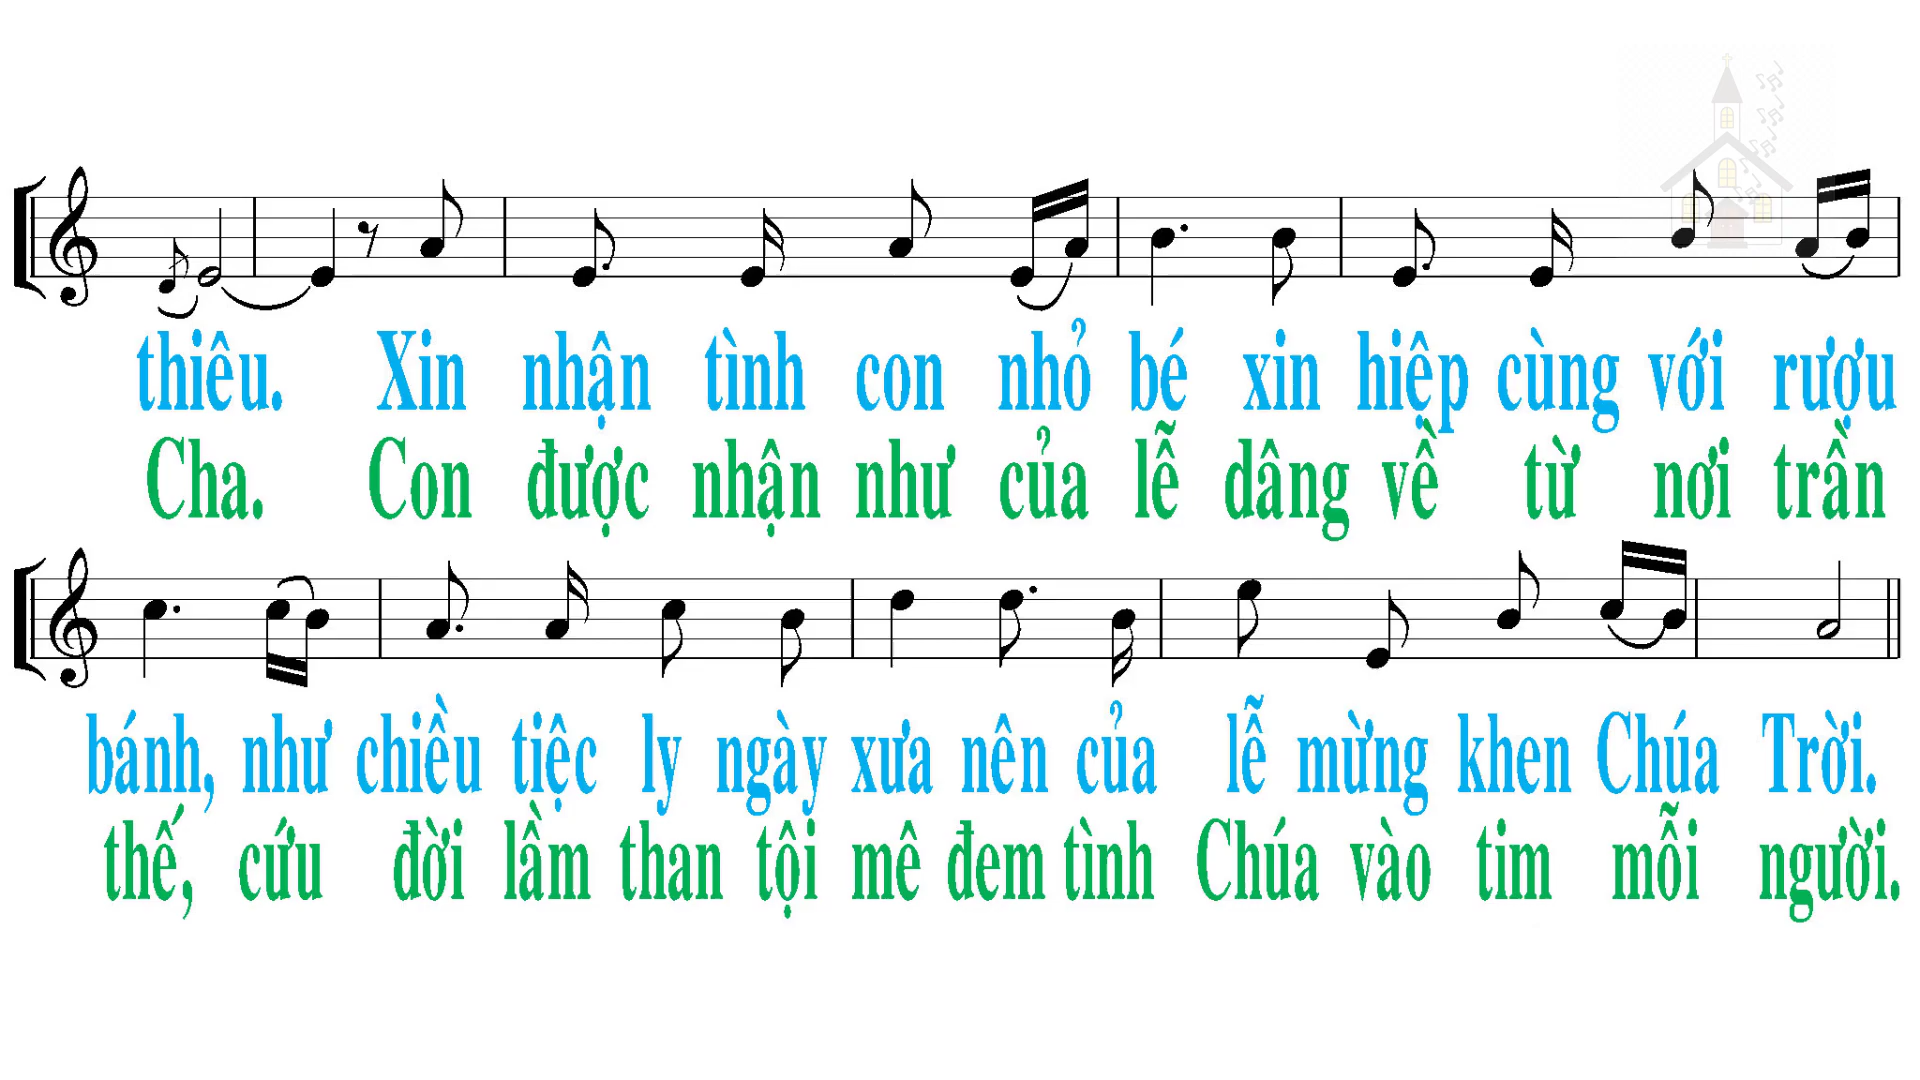 thiêu. Xin nhận tình con nhỏ bé xin hiệp cùng với rượu
Cha. Con được nhận như của lễ dâng về từ nơi trần
bánh, như chiều tiệc ly ngày xưa nên của lễ mừng khen Chúa Trời.
thế, cứu đời lầm than tội mê đem tình Chúa vào tim mỗi người.